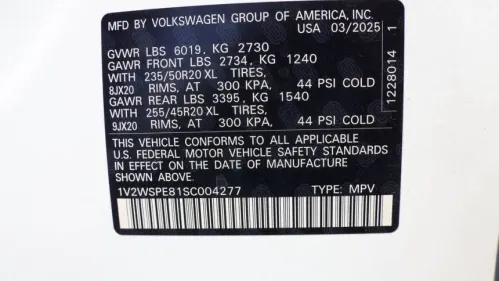 MFD BY VOLKSWAGEN GROUP OF AMERICA, INC.
USA 03/2025
GVWR LBS 6019, KG 2730
GAWR FRONT LBS 2734, KG 1240
WITH 235/50R20 XL TIRES,
8JX20 RIMS, AT 300 KPA, 44 PSI COLD
GAWR REAR LBS 3395, KG 1540
WITH 255/45R20 XL TIRES,
9JX20 RIMS, AT 300 KPA, 44 PSI COLD
THIS VEHICLE CONFORMS TO ALL APPLICABLE
U.S. FEDERAL MOTOR VEHICLE SAFETY STANDARDS
IN EFFECT ON THE DATE OF MANUFACTURE
SHOWN ABOVE.
1V2WSPE81SC004277 TYPE: MPV
1228014 1